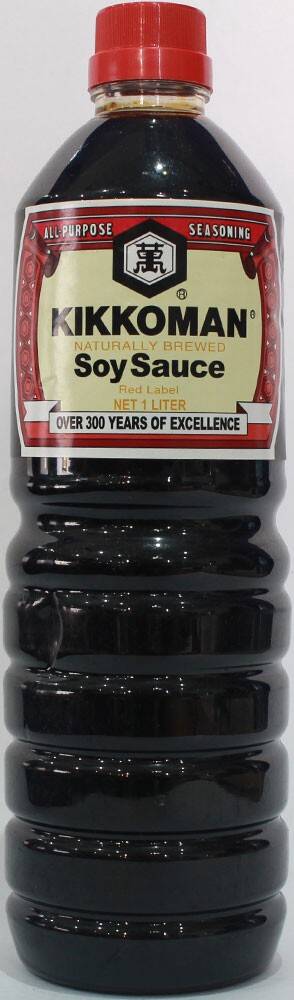 ALL-PURPOSE SEASONING
萬
®
KIKKOMAN®
NATURALLY BREWED
Soy Sauce
Red Label
NET 1 LITER
OVER 300 YEARS OF EXCELLENCE